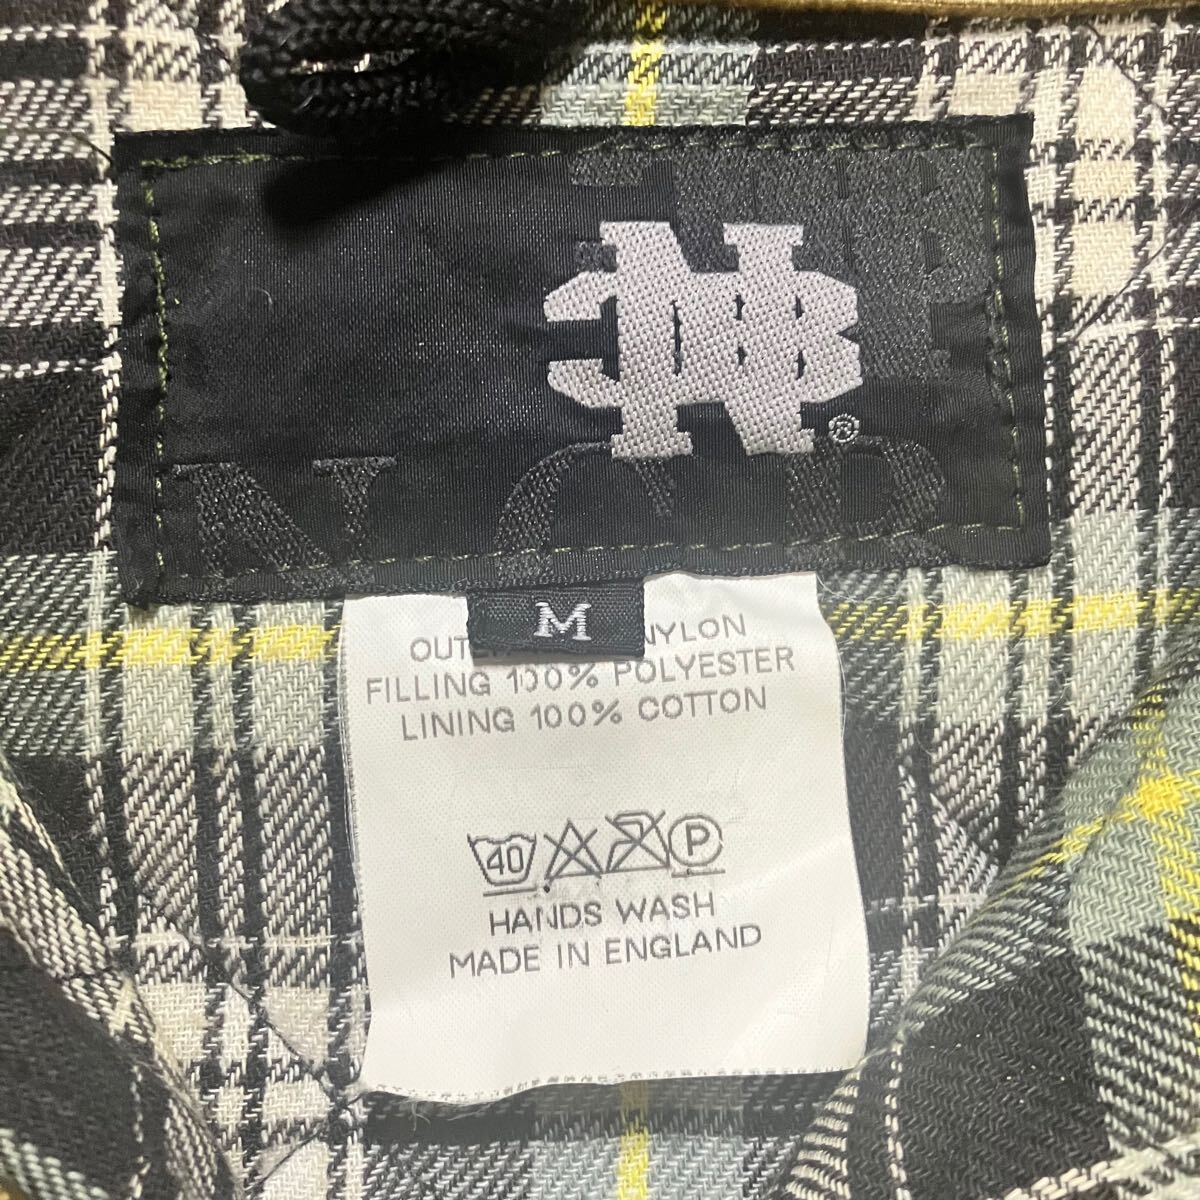 ®
M
NYLON
FILLING 100% POLYESTER
LINING 100% COTTON
40 P
HANDS WASH
MADE IN ENGLAND